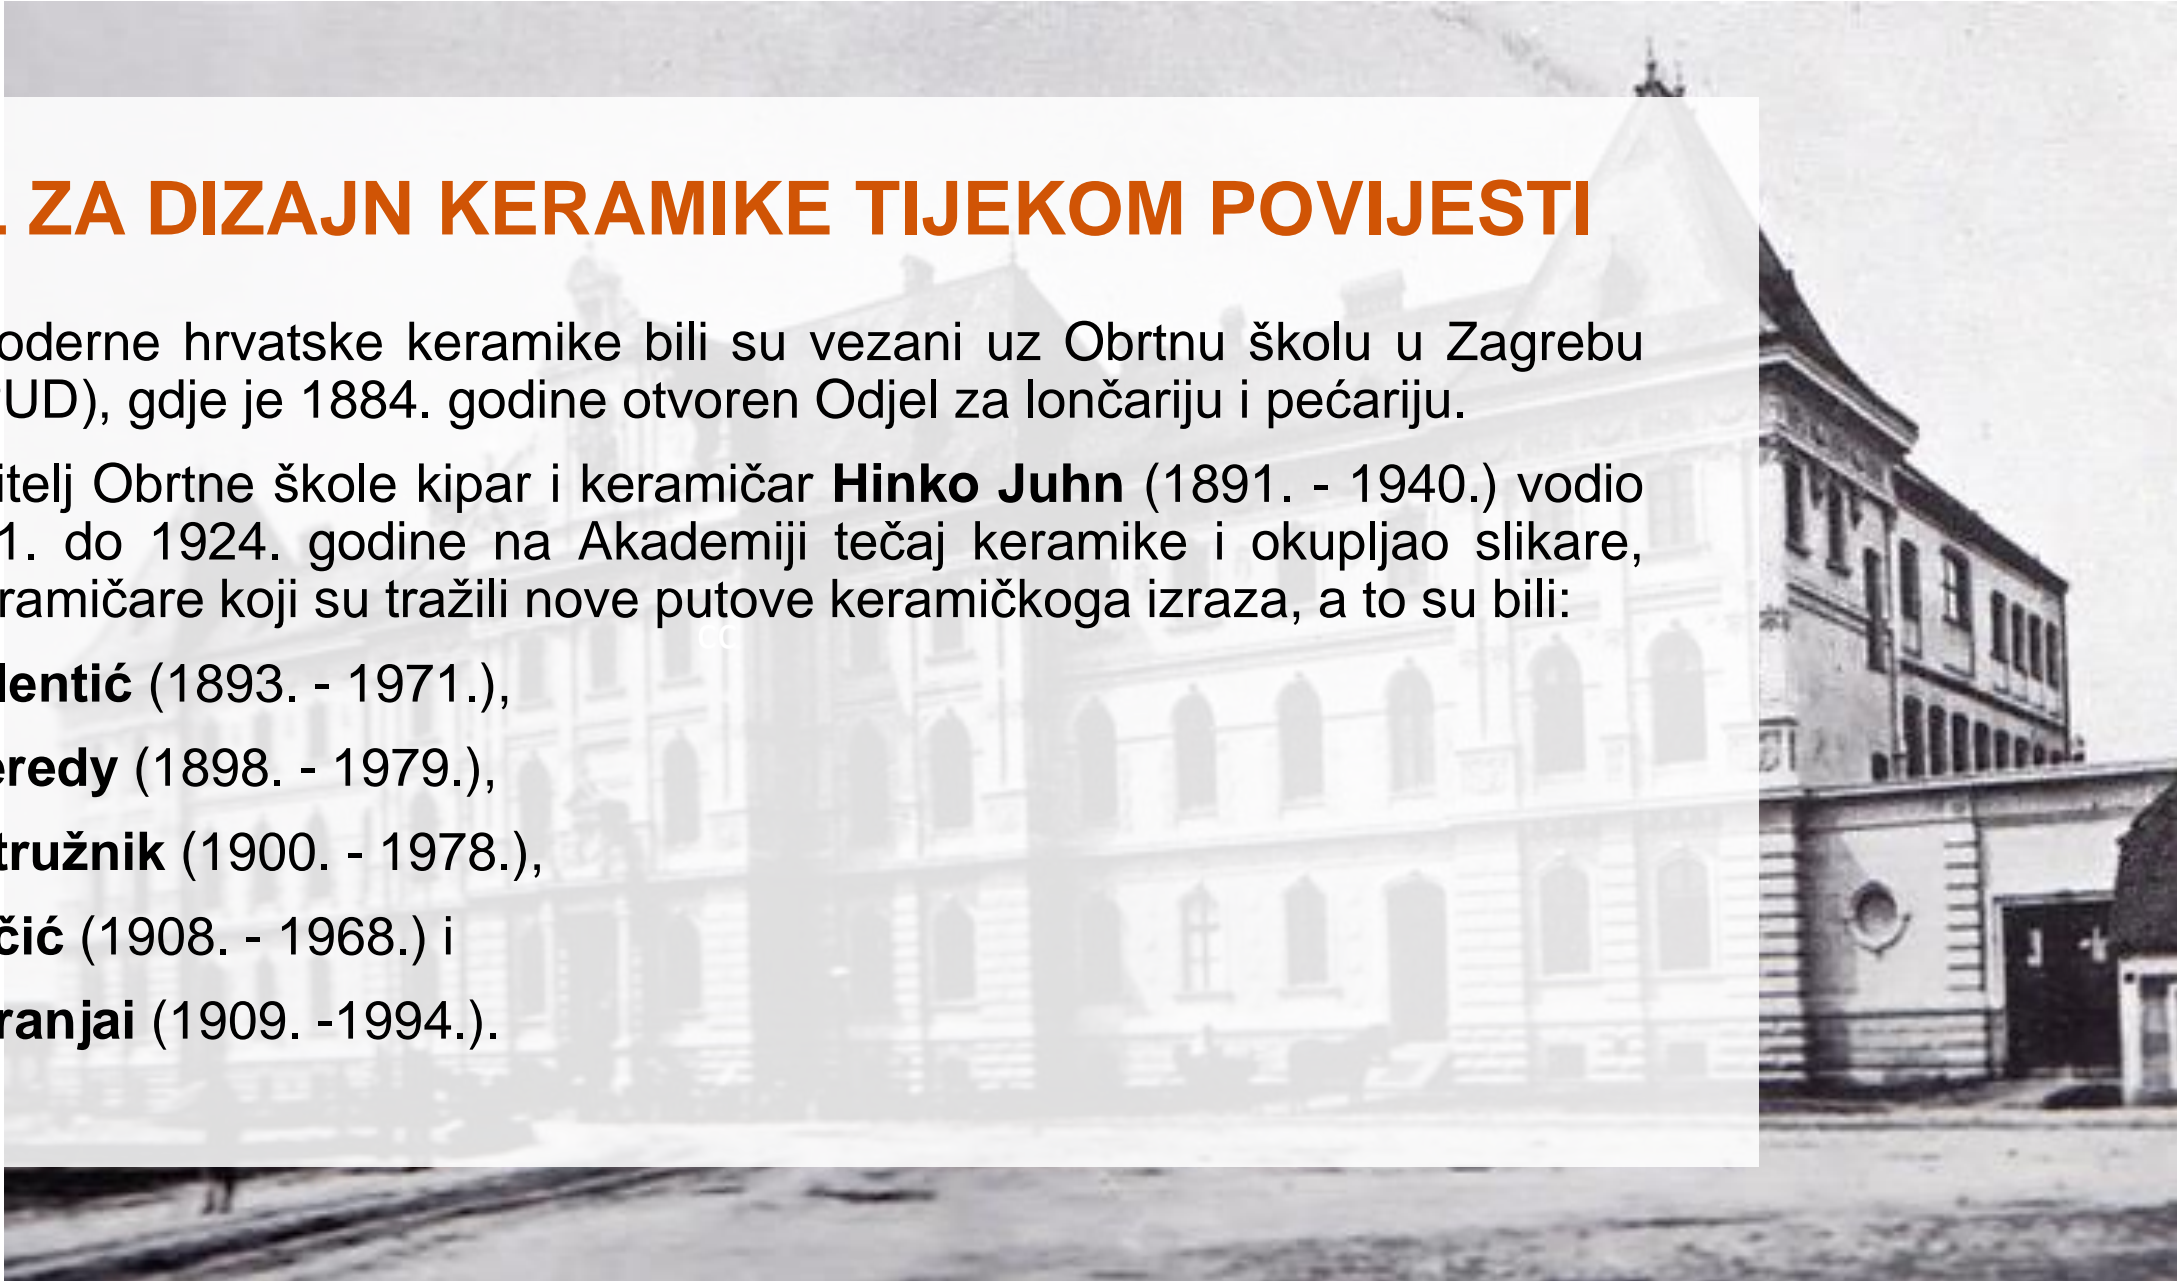 ZA DIZAJN KERAMIKE TIJEKOM POVIJESTI
oderne hrvatske keramike bili su vezani uz Obrtnu školu u Zagrebu
UD), gdje je 1884. godine otvoren Odjel za lončariju i pećariju.
itelj Obrtne škole kipar i keramičar Hinko Juhn (1891. - 1940.) vodio
1. do 1924. godine na Akademiji tečaj keramike i okupljao slikare,
ramičare koji su tražili nove putove keramičkoga izraza, a to su bili:
cc
lentić (1893. - 1971.),
eredy (1898. - 1979.),
tružnik (1900. - 1978.),
čić (1908. - 1968.) i
ranjai (1909. -1994.).